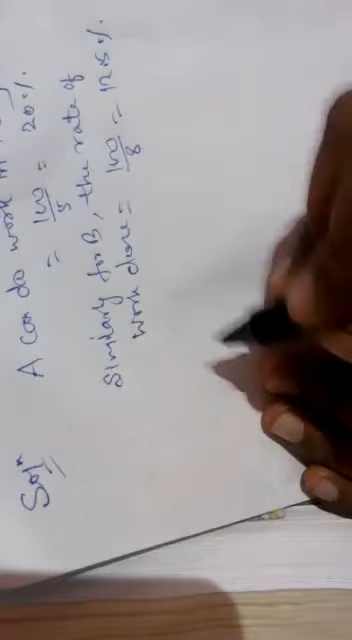 Solⁿ
A can do work in
= 100/5 = 20%.
Similarly for B, the rate of
work done = 100/8 = 12.5%.